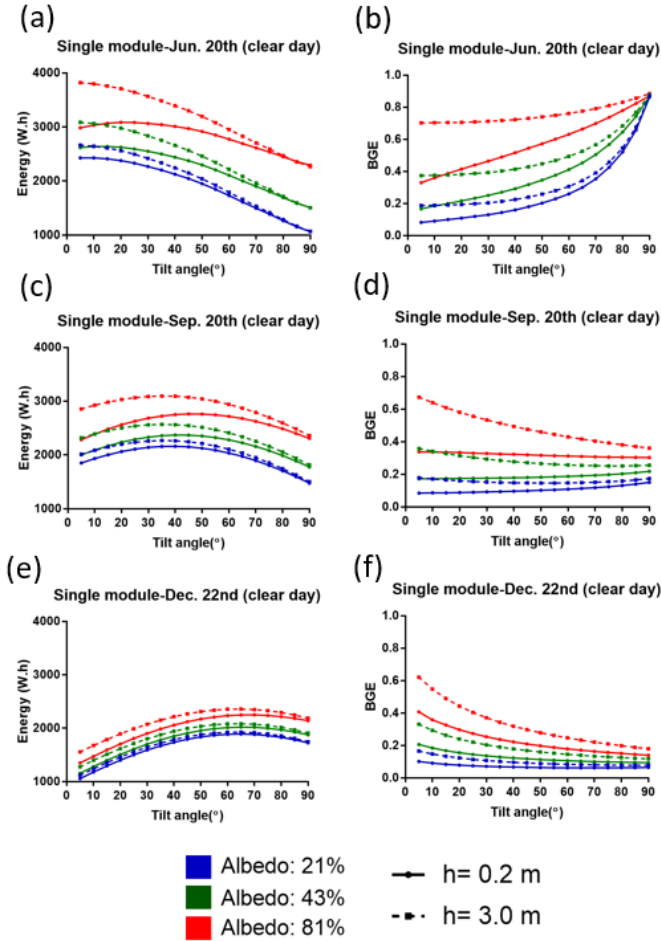 (a)
Single module-Jun. 20th (clear day)
Energy (W.h)
4000
3000
2000
1000
0 10 20 30 40 50 60 70 80 90
Tilt angle(°)
(b)
Single module-Jun. 20th (clear day)
BGE
1.0
0.8
0.6
0.4
0.2
0.0
0 10 20 30 40 50 60 70 80 90
Tilt angle(°)
(c)
Single module-Sep. 20th (clear day)
Energy (W.h)
4000
3000
2000
1000
0 10 20 30 40 50 60 70 80 90
Tilt angle(°)
(d)
Single module-Sep. 20th (clear day)
BGE
1.0
0.8
0.6
0.4
0.2
0.0
0 10 20 30 40 50 60 70 80 90
Tilt angle(°)
(e)
Single module-Dec. 22nd (clear day)
Energy (W.h)
4000
3000
2000
1000
0 10 20 30 40 50 60 70 80 90
Tilt angle(°)
(f)
Single module-Dec. 22nd (clear day)
BGE
1.0
0.8
0.6
0.4
0.2
0.0
0 10 20 30 40 50 60 70 80 90
Tilt angle(°)
Albedo: 21%
Albedo: 43%
Albedo: 81%
h= 0.2 m
h= 3.0 m